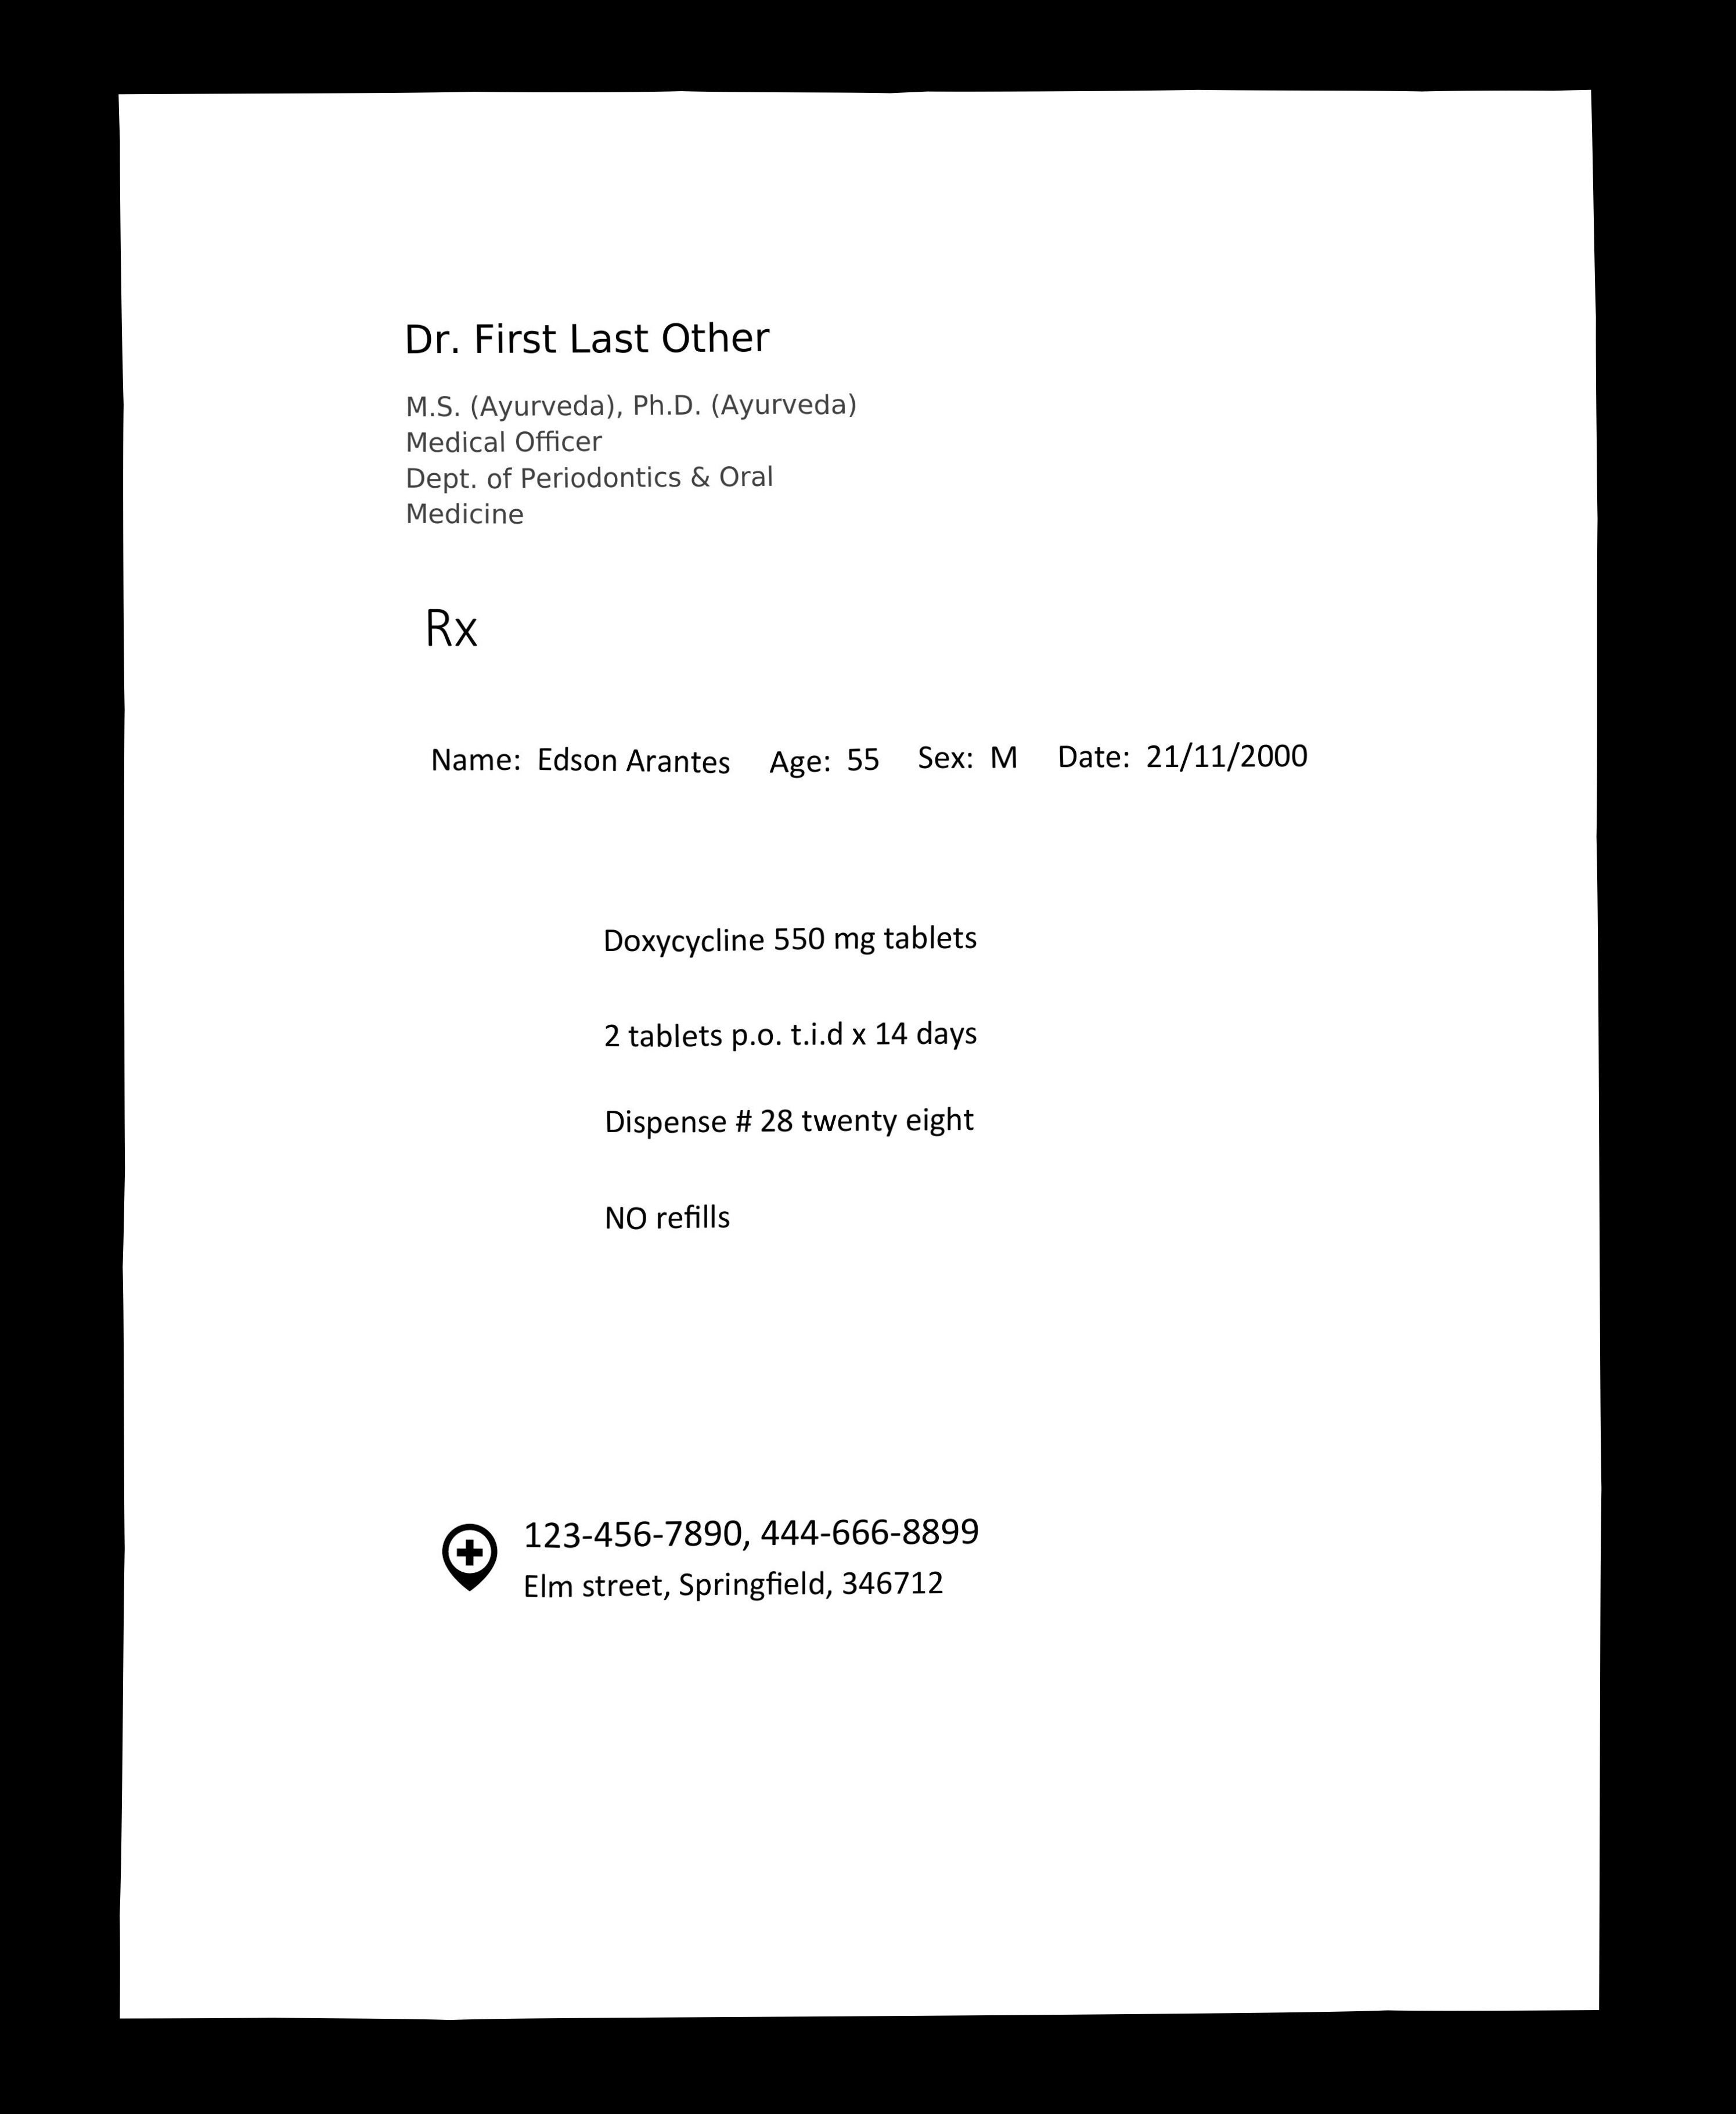 Dr. First Last Other
M.S. (Ayurveda), Ph.D. (Ayurveda)
Medical Officer
Dept. of Periodontics & Oral
Medicine
Rx
Name: Edson Arantes Age: 55 Sex: M Date: 21/11/2000
Doxycycline 550 mg tablets
2 tablets p.o. t.i.d x 14 days
Dispense # 28 twenty eight
NO refills
123-456-7890, 444-666-8899
Elm street, Springfield, 346712